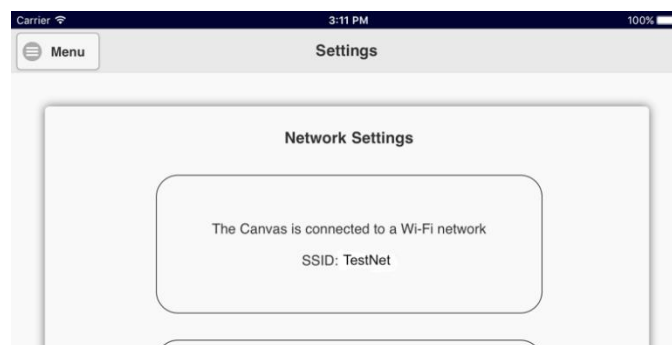 Carrier 3:11 PM 100%
Menu Settings
Network Settings
The Canvas is connected to a Wi-Fi network
SSID: TestNet